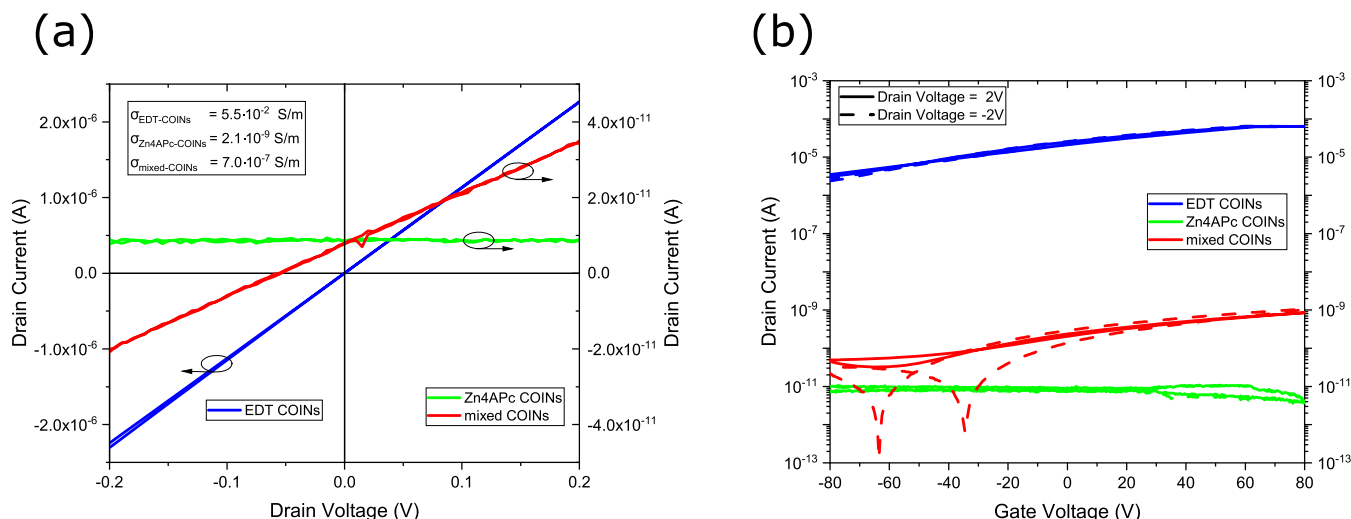 (a)
σEDT-COINs = 5.5·10-2 S/m
σZn4APc-COINs = 2.1·10-9 S/m
σmixed-COINs = 7.0·10-7 S/m
2.0x10-6
1.0x10-6
0.0
-1.0x10-6
-2.0x10-6
Drain Current (A)
4.0x10-11
2.0x10-11
0.0
-2.0x10-11
-4.0x10-11
Drain Current (A)
EDT COINs
Zn4APc COINs
mixed COINs
-0.2
-0.1
0.0
0.1
0.2
Drain Voltage (V)
(b)
Drain Voltage = 2V
Drain Voltage = -2V
EDT COINs
Zn4APc COINs
mixed COINs
10-3
10-5
10-7
10-9
10-11
10-13
Drain Current (A)
10-3
10-5
10-7
10-9
10-11
10-13
-80
-60
-40
-20
0
20
40
60
80
Gate Voltage (V)